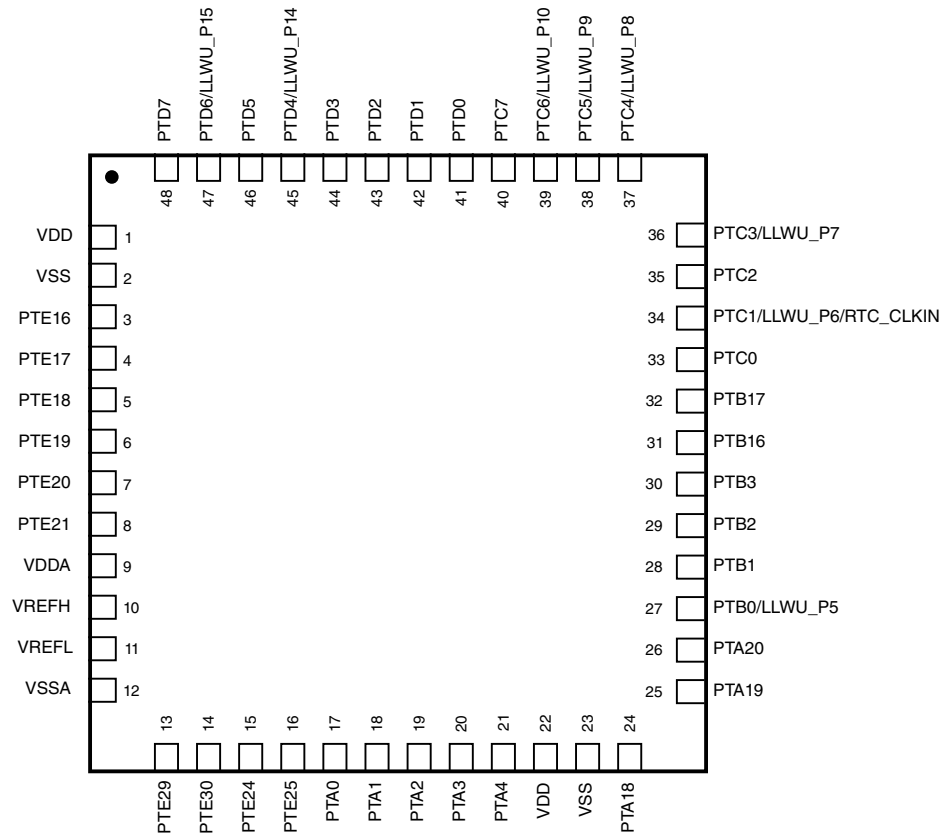 PTD7
PTD6/LLWU_P15
PTD5
PTD4/LLWU_P14
PTD3
PTD2
PTD1
PTD0
PTC7
PTC6/LLWU_P10
PTC5/LLWU_P9
PTC4/LLWU_P8
48
47
46
45
44
43
42
41
40
39
38
37
VDD 1
VSS 2
PTE16 3
PTE17 4
PTE18 5
PTE19 6
PTE20 7
PTE21 8
VDDA 9
VREFH 10
VREFL 11
VSSA 12
36 PTC3/LLWU_P7
35 PTC2
34 PTC1/LLWU_P6/RTC_CLKIN
33 PTC0
32 PTB17
31 PTB16
30 PTB3
29 PTB2
28 PTB1
27 PTB0/LLWU_P5
26 PTA20
25 PTA19
13
14
15
16
17
18
19
20
21
22
23
24
PTE29
PTE30
PTE24
PTE25
PTA0
PTA1
PTA2
PTA3
PTA4
VDD
VSS
PTA18